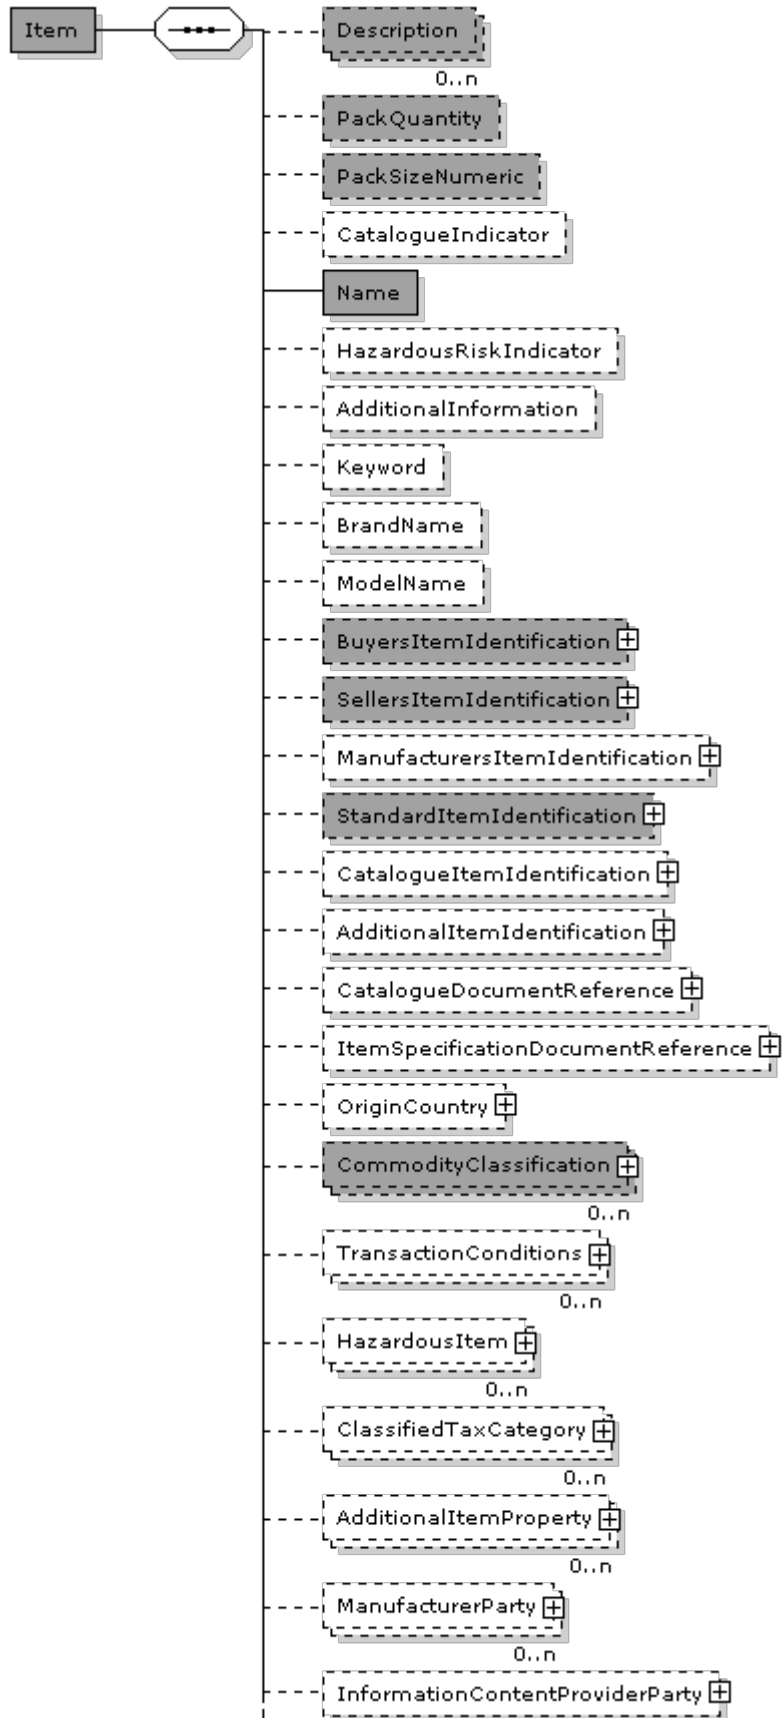 Item
Description
0..n
PackQuantity
PackSizeNumeric
CatalogueIndicator
Name
HazardousRiskIndicator
AdditionalInformation
Keyword
BrandName
ModelName
BuyersItemIdentification
SellersItemIdentification
ManufacturersItemIdentification
StandardItemIdentification
CatalogueItemIdentification
AdditionalItemIdentification
CatalogueDocumentReference
ItemSpecificationDocumentReference
OriginCountry
CommodityClassification
0..n
TransactionConditions
0..n
HazardousItem
0..n
ClassifiedTaxCategory
0..n
AdditionalItemProperty
0..n
ManufacturerParty
0..n
InformationContentProviderParty